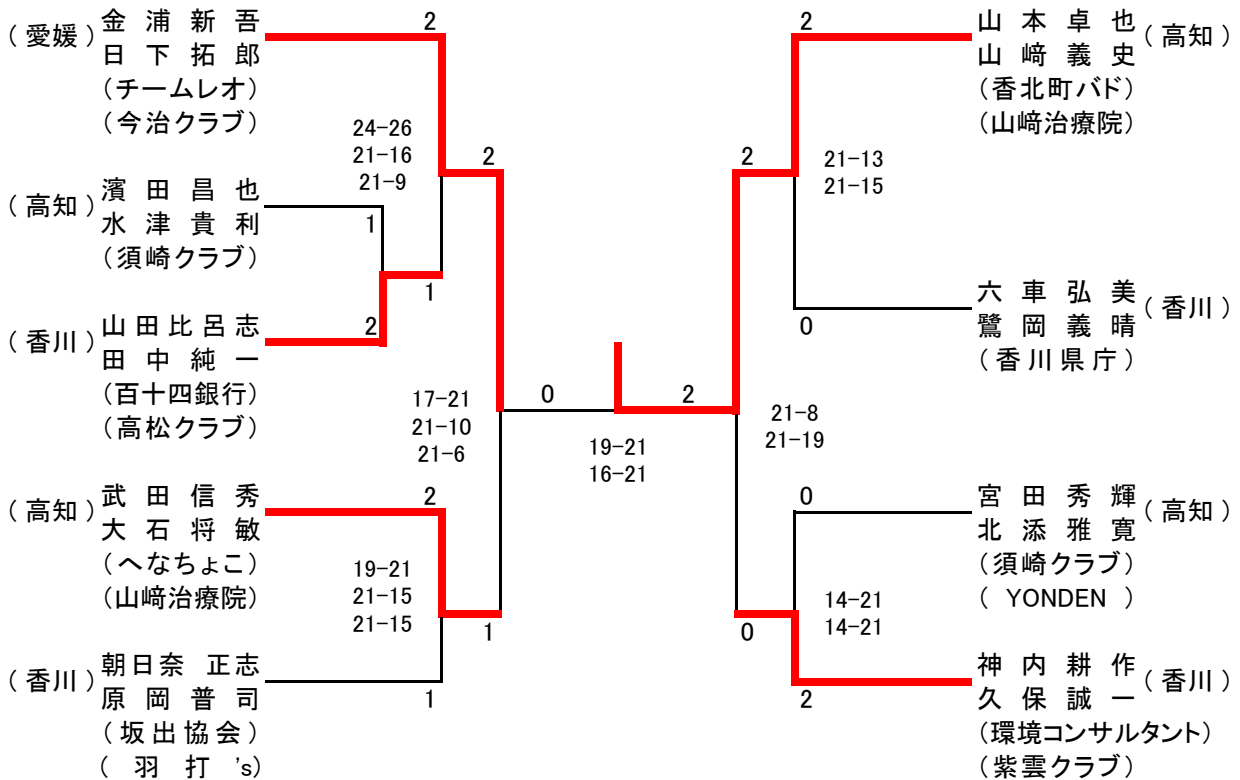 (愛媛) 金浦新吾
日下拓郎
(チームレオ)
(今治クラブ)
2
24-26
21-16
21-9
2
(高知) 濱田昌也
水津貴利
(須崎クラブ)
1
1
(香川) 山田比呂志
田中純一
(百十四銀行)
(高松クラブ)
2
17-21
21-10
21-6
0
(高知) 武田信秀
大石将敏
(へなちょこ)
(山﨑治療院)
2
19-21
21-15
21-15
1
(香川) 朝日奈 正志
原岡普司
(坂出協会)
(羽打's)
1
19-21
16-21
2
山本卓也 (高知)
山﨑義史
(香北町バド)
(山﨑治療院)
2
21-13
21-15
2
六車弘美 (香川)
鷺岡義晴
(香川県庁)
0
2
21-8
21-19
宮田秀輝 (高知)
北添雅寛
(須崎クラブ)
( YONDEN )
0
14-21
14-21
0
神内耕作 (香川)
久保誠一
(環境コンサルタント)
(紫雲クラブ)
2